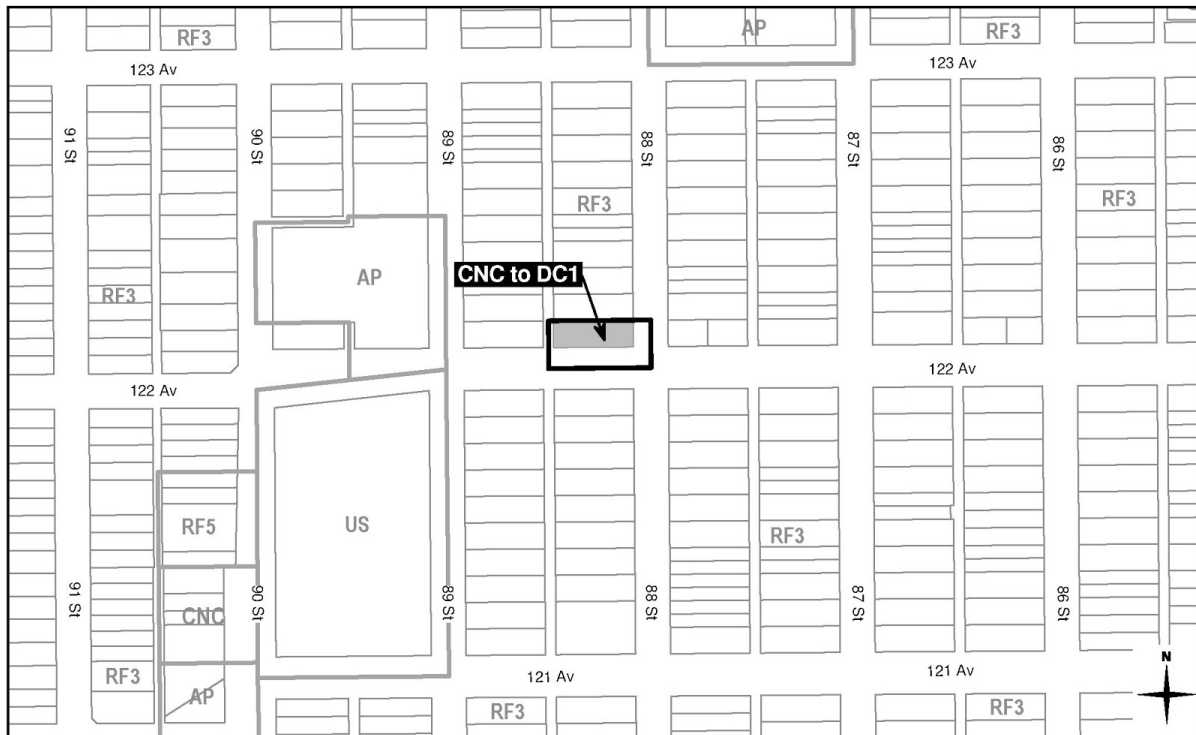 RF3
AP
RF3
123 Av
123 Av
91 St
90 St
89 St
88 St
87 St
86 St
RF3
RF3
AP
CNC to DC1
RF3
122 Av
122 Av
RF5
US
RF3
91 St
CNC
90 St
89 St
88 St
87 St
86 St
RF3
AP
121 Av
121 Av
N
RF3
RF3